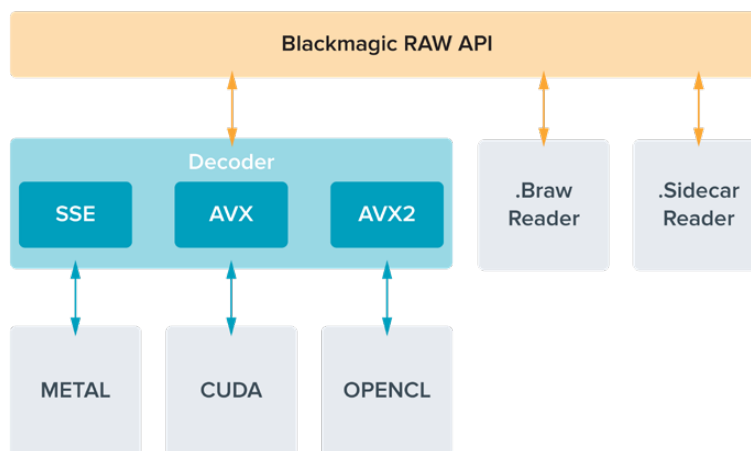 Blackmagic RAW API
Decoder
SSE
AVX
AVX2
.Braw
Reader
.Sidecar
Reader
METAL
CUDA
OPENCL